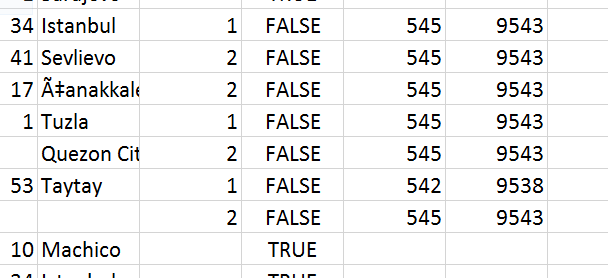 34 Istanbul 1 FALSE 545 9543
41 Sevlievo 2 FALSE 545 9543
17 Ã‡anakkale 2 FALSE 545 9543
1 Tuzla 1 FALSE 545 9543
Quezon Cit 2 FALSE 545 9543
53 Taytay 1 FALSE 542 9538
2 FALSE 545 9543
10 Machico TRUE